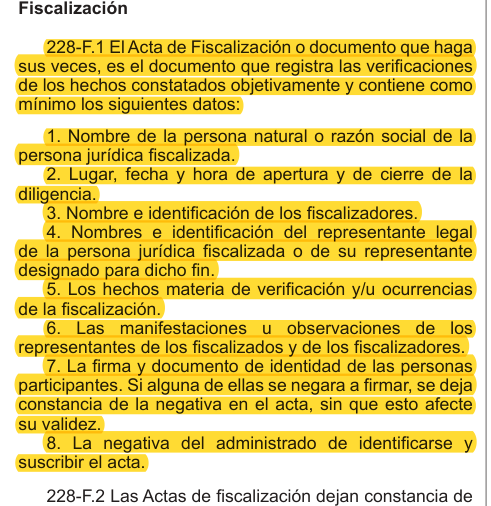 Fiscalización
228-F.1 El Acta de Fiscalización o documento que haga
sus veces, es el documento que registra las verificaciones
de los hechos constatados objetivamente y contiene como
mínimo los siguientes datos:
1. Nombre de la persona natural o razón social de la
persona jurídica fiscalizada.
2. Lugar, fecha y hora de apertura y de cierre de la
diligencia.
3. Nombre e identificación de los fiscalizadores.
4. Nombres e identificación del representante legal
de la persona jurídica fiscalizada o de su representante
designado para dicho fin.
5. Los hechos materia de verificación y/u ocurrencias
de la fiscalización.
6. Las manifestaciones u observaciones de los
representantes de los fiscalizados y de los fiscalizadores.
7. La firma y documento de identidad de las personas
participantes. Si alguna de ellas se negara a firmar, se deja
constancia de la negativa en el acta, sin que esto afecte
su validez.
8. La negativa del administrado de identificarse y
suscribir el acta.
228-F.2 Las Actas de fiscalización dejan constancia de